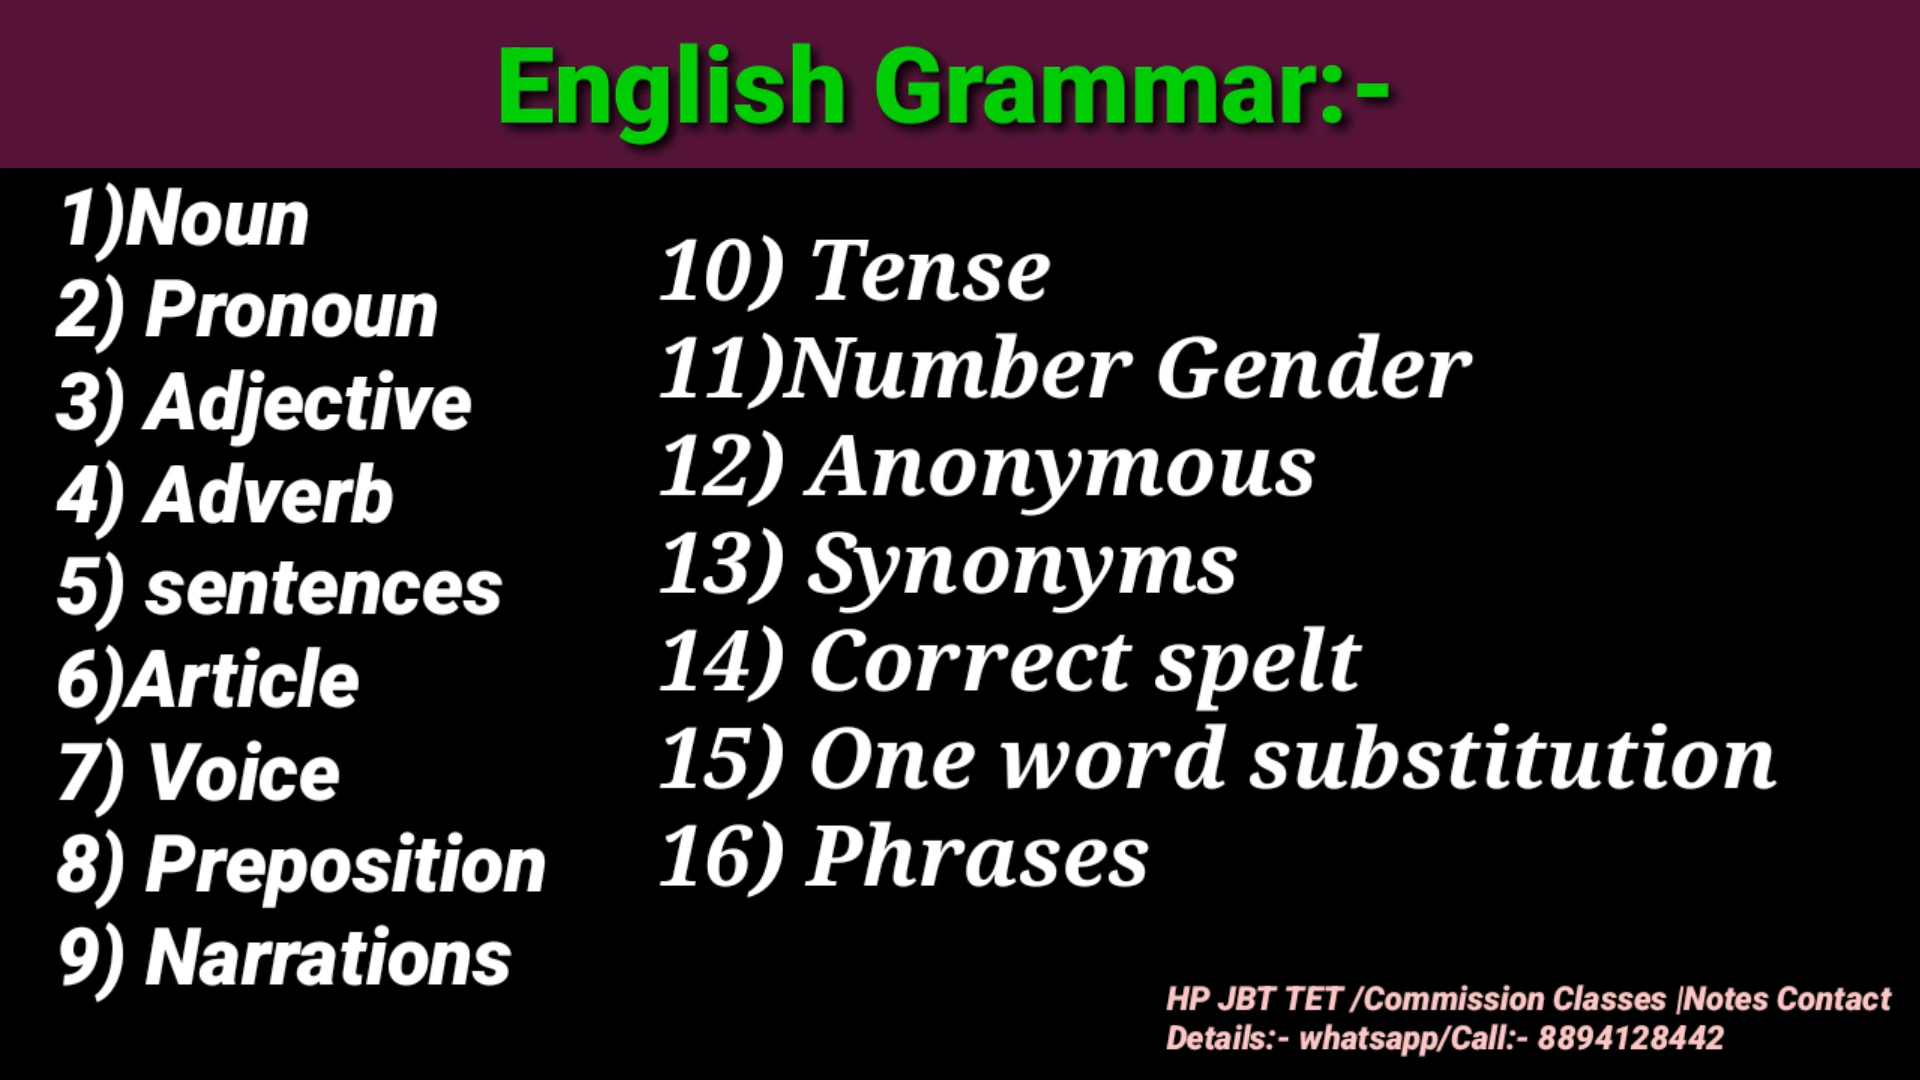 English Grammar:-
1)Noun
2) Pronoun
3) Adjective
4) Adverb
5) sentences
6)Article
7) Voice
8) Preposition
9) Narrations
10) Tense
11)Number Gender
12) Anonymous
13) Synonyms
14) Correct spelt
15) One word substitution
16) Phrases
HP JBT TET /Commission Classes |Notes Contact
Details:- whatsapp/Call:- 8894128442